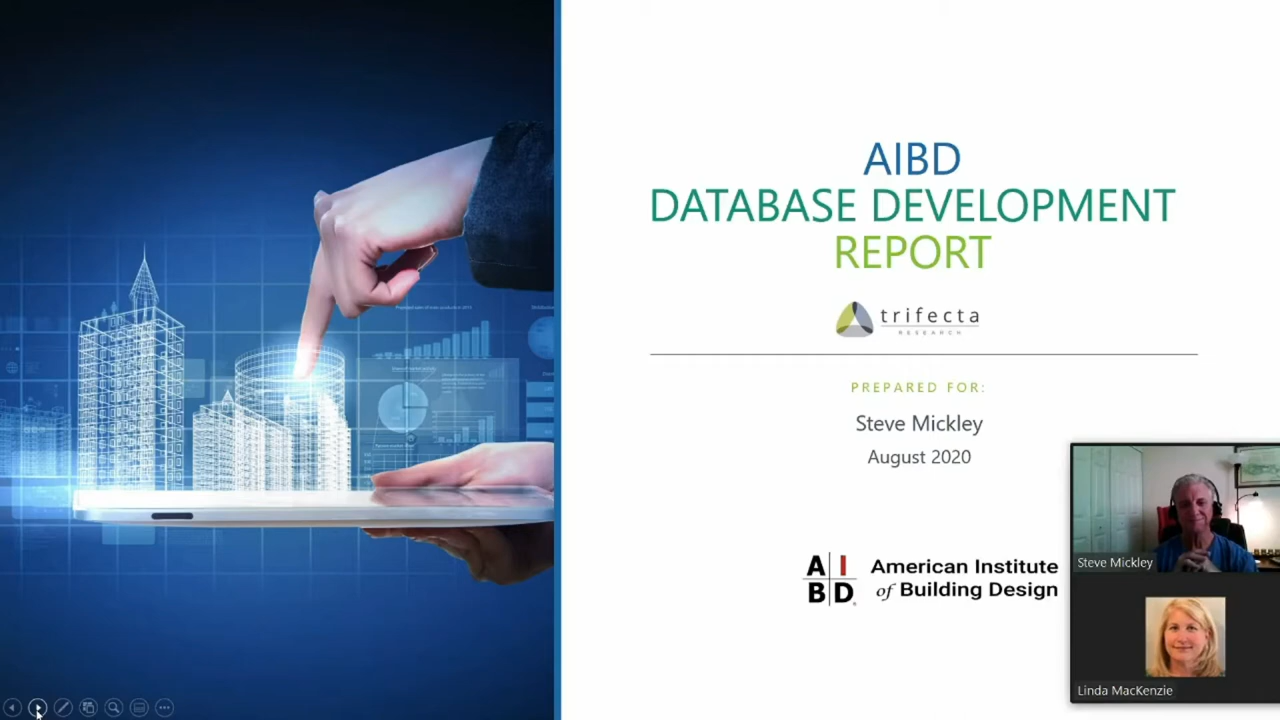 AIBD
DATABASE DEVELOPMENT
REPORT
trifecta
RESEARCH
PREPARED FOR:
Steve Mickley
August 2020
A I
B D
American Institute
of Building Design
Steve Mickley
Linda MacKenzie